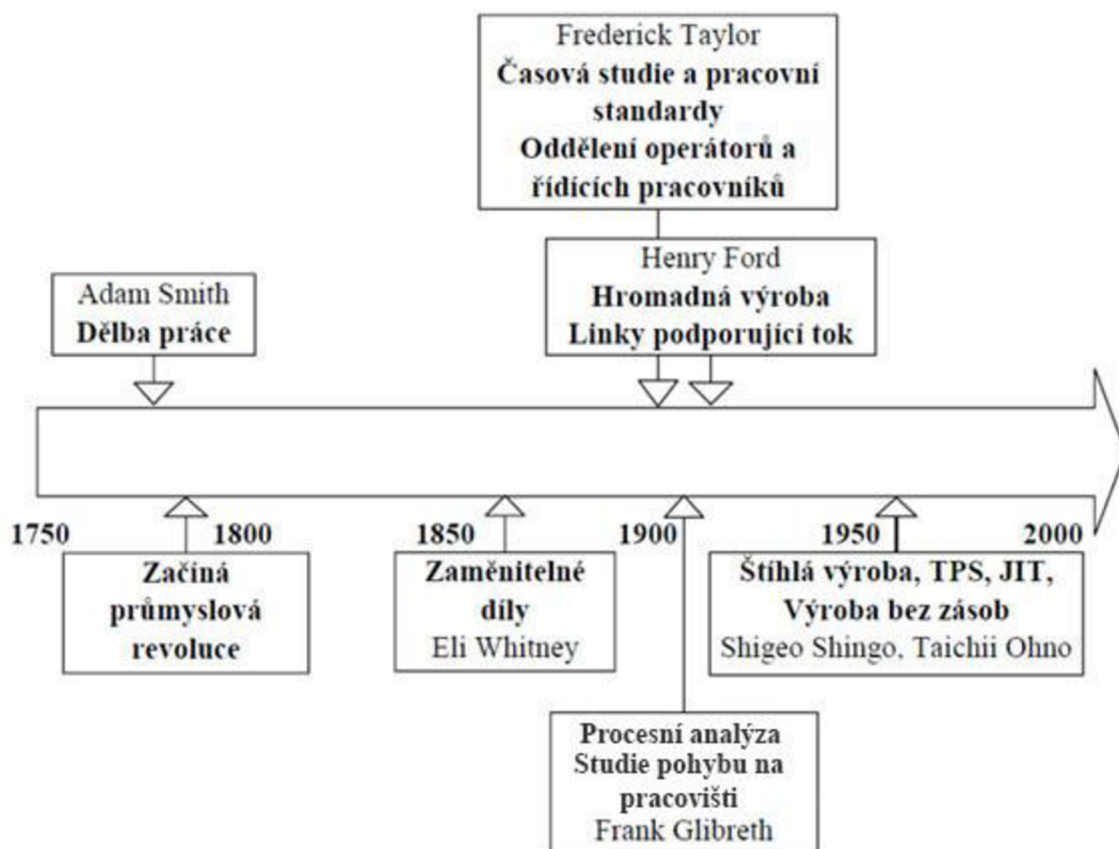 Frederick Taylor
Časová studie a pracovní
standardy
Oddělení operátorů a
řídících pracovníků
Henry Ford
Hromadná výroba
Linky podporující tok
Adam Smith
Dělba práce
1750 1800 1850 1900 1950 2000
Začíná
průmyslová
revoluce
Zaměnitelné
díly
Eli Whitney
Štíhlá výroba, TPS, JIT,
Výroba bez zásob
Shigeo Shingo, Taichii Ohno
Procesní analýza
Studie pohybu na
pracovišti
Frank Glibreth